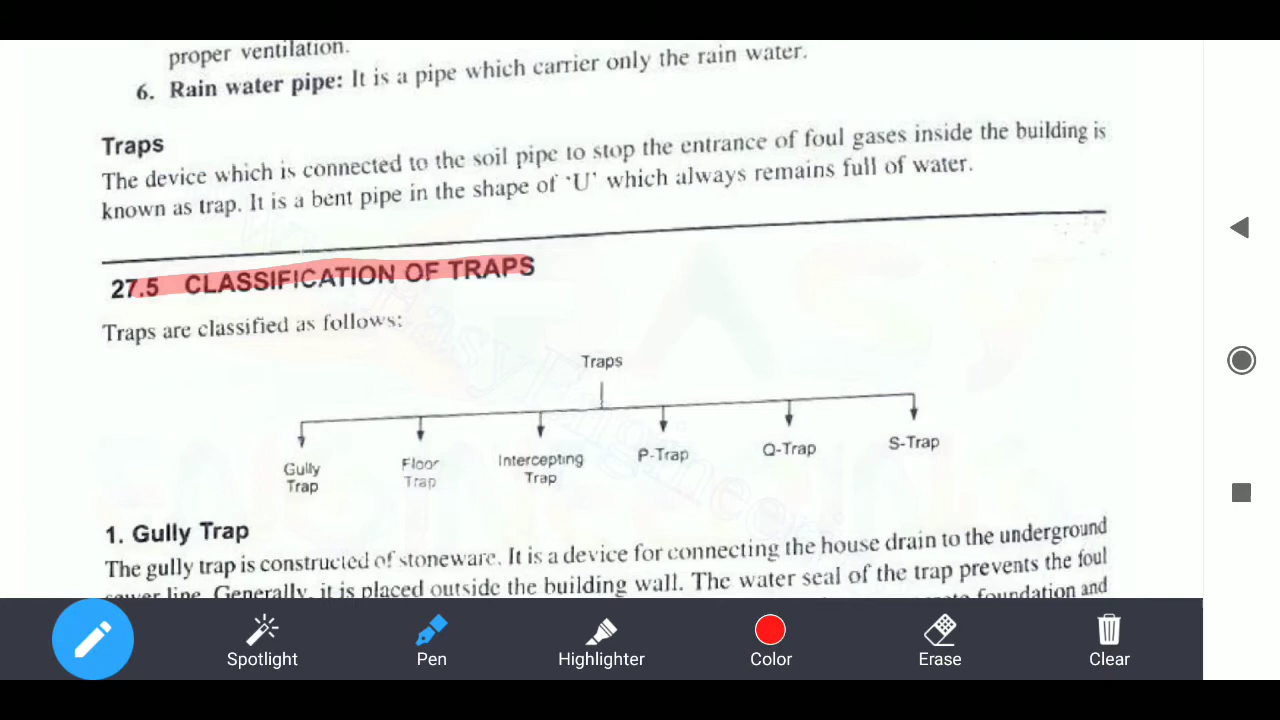 proper ventilation.
6. Rain water pipe: It is a pipe which carrier only the rain water.
Traps
The device which is connected to the soil pipe to stop the entrance of foul gases inside the building is
known as trap. It is a bent pipe in the shape of 'U' which always remains full of water.
27.5 CLASSIFICATION OF TRAPS
Traps are classified as follows:
Traps
Gully Trap
Floor Trap
Intercepting Trap
P-Trap
Q-Trap
S-Trap
1. Gully Trap
The gully trap is constructed of stoneware. It is a device for connecting the house drain to the underground
sewer line. Generally, it is placed outside the building wall. The water seal of the trap prevents the foul
foundation and
Spotlight
Pen
Highlighter
Color
Erase
Clear